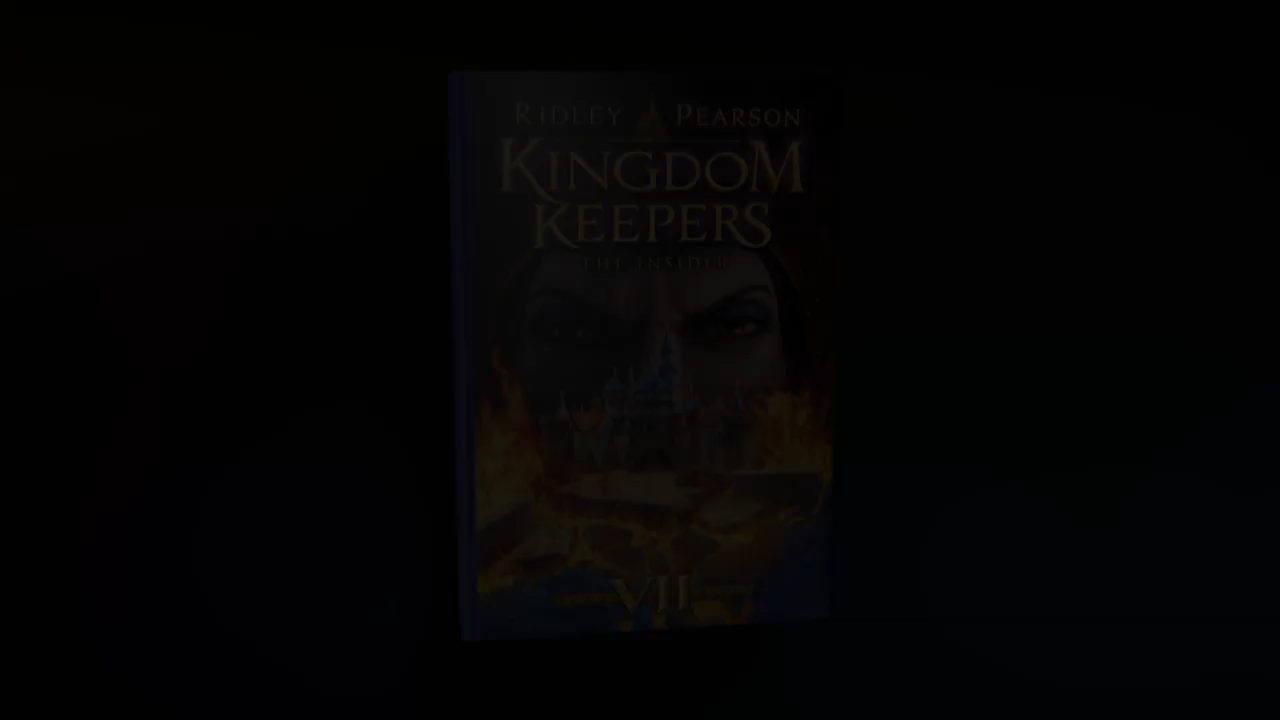 RIDLEY PEARSON
KINGDOM
KEEPERS
THE INSIDER
VII